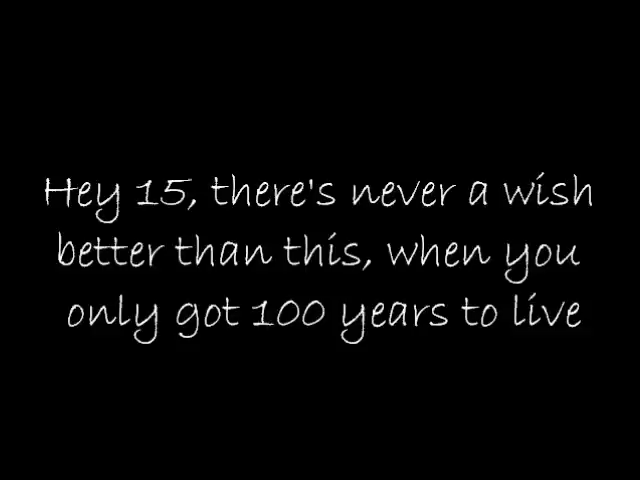 Hey 15, there's never a wish
better than this, when you
only got 100 years to live